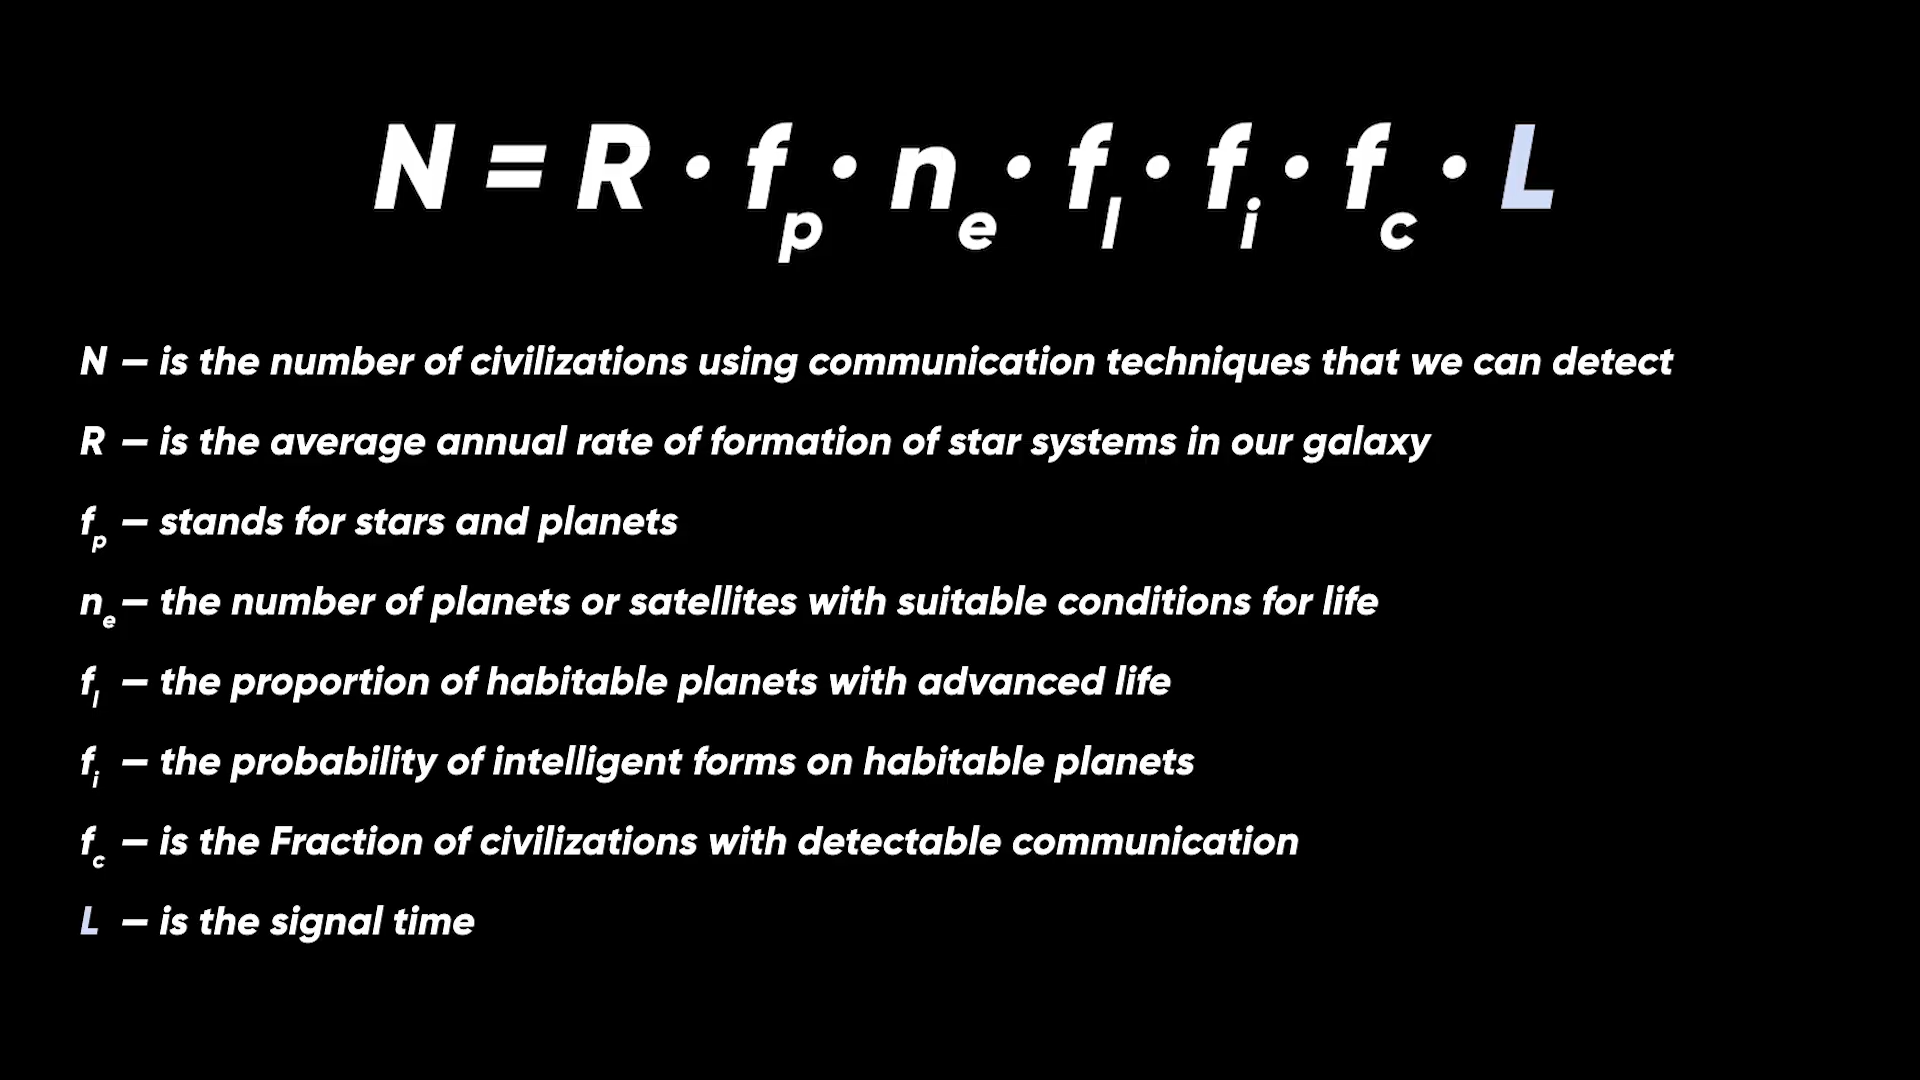 N = R · fp · ne · fl · fi · fc · L
N — is the number of civilizations using communication techniques that we can detect
R — is the average annual rate of formation of star systems in our galaxy
fp — stands for stars and planets
ne — the number of planets or satellites with suitable conditions for life
fl — the proportion of habitable planets with advanced life
fi — the probability of intelligent forms on habitable planets
fc — is the Fraction of civilizations with detectable communication
L — is the signal time